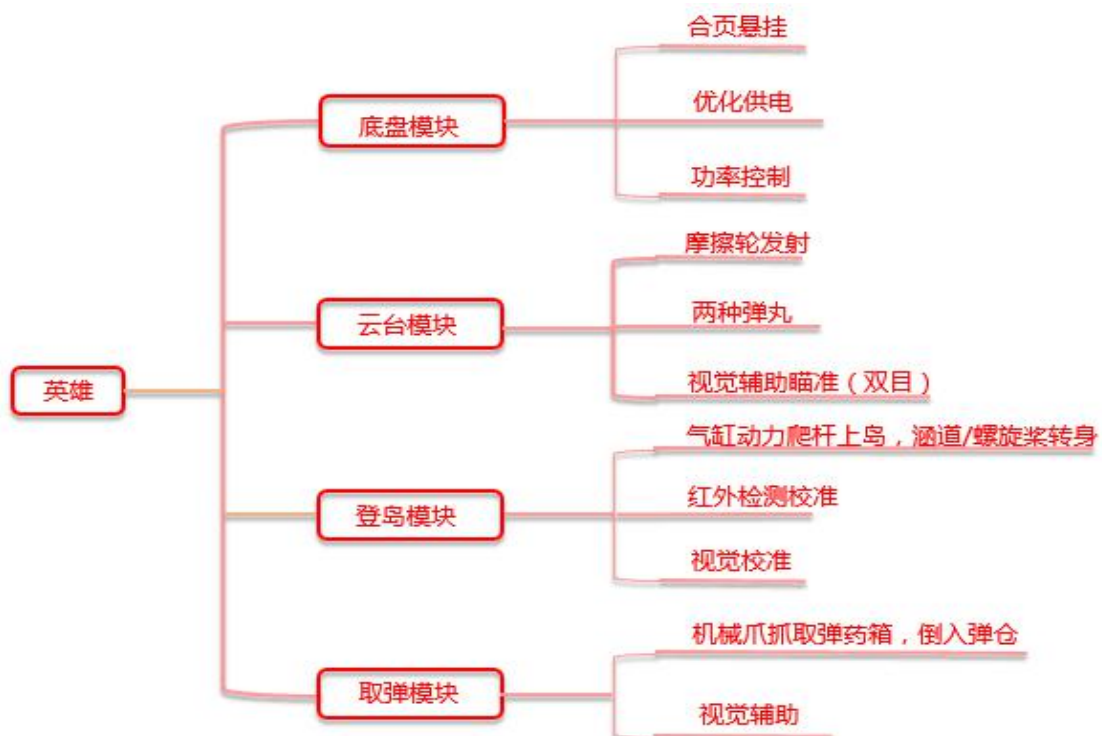 英雄
底盘模块
合页悬挂
优化供电
功率控制
云台模块
摩擦轮发射
两种弹丸
视觉辅助瞄准（双目）
登岛模块
气缸动力爬杆上岛，涵道/螺旋桨转身
红外检测校准
视觉校准
取弹模块
机械爪抓取弹药箱，倒入弹仓
视觉辅助